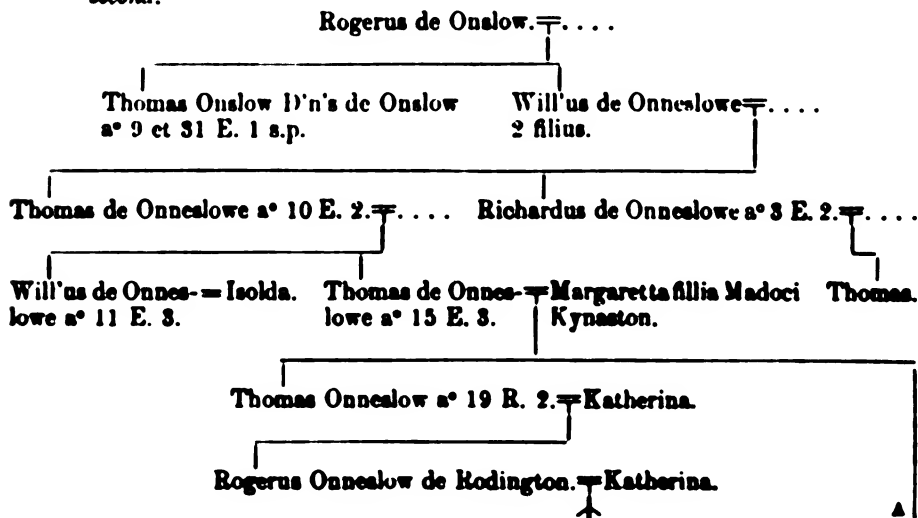 secolar.
Rogerus de Onslow.=. . . .
Thomas Onslow D'n's de Onslow
a° 9 et 31 E. 1 s.p.
Will'us de Onneslowe=. . . .
2 filius.
Thomas de Onneslowe a° 10 E. 2.=. . . .
Richardus de Onneslowe a° 3 E. 2.=. . . .
Will'us de Onnes-=Isolda.
lowe a° 11 E. 3.
Thomas de Onnes-=Margaretta fillia Madoci
lowe a° 15 E. 3. Kynaston.
Thomas.
Thomas Onneslow a° 19 R. 2.=Katherina.
Rogerus Onneslow de Rodington.=Katherina.
A